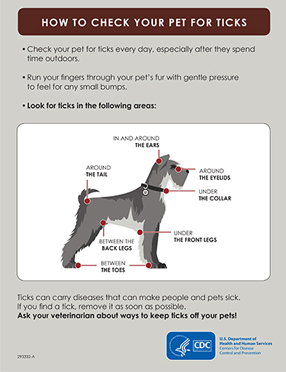 HOW TO CHECK YOUR PET FOR TICKS
• Check your pet for ticks every day, especially after they spend
time outdoors.
• Run your fingers through your pet's fur with gentle pressure
to feel for any small bumps.
• Look for ticks in the following areas:
IN AND AROUND
THE EARS
AROUND
THE TAIL
AROUND
THE EYELIDS
UNDER
THE COLLAR
UNDER
THE FRONT LEGS
BETWEEN THE
BACK LEGS
BETWEEN
THE TOES
Ticks can carry diseases that can make people and pets sick.
If you find a tick, remove it as soon as possible.
Ask your veterinarian about ways to keep ticks off your pets!
CDC
U.S. Department of
Health and Human Services
Centers for Disease
Control and Prevention